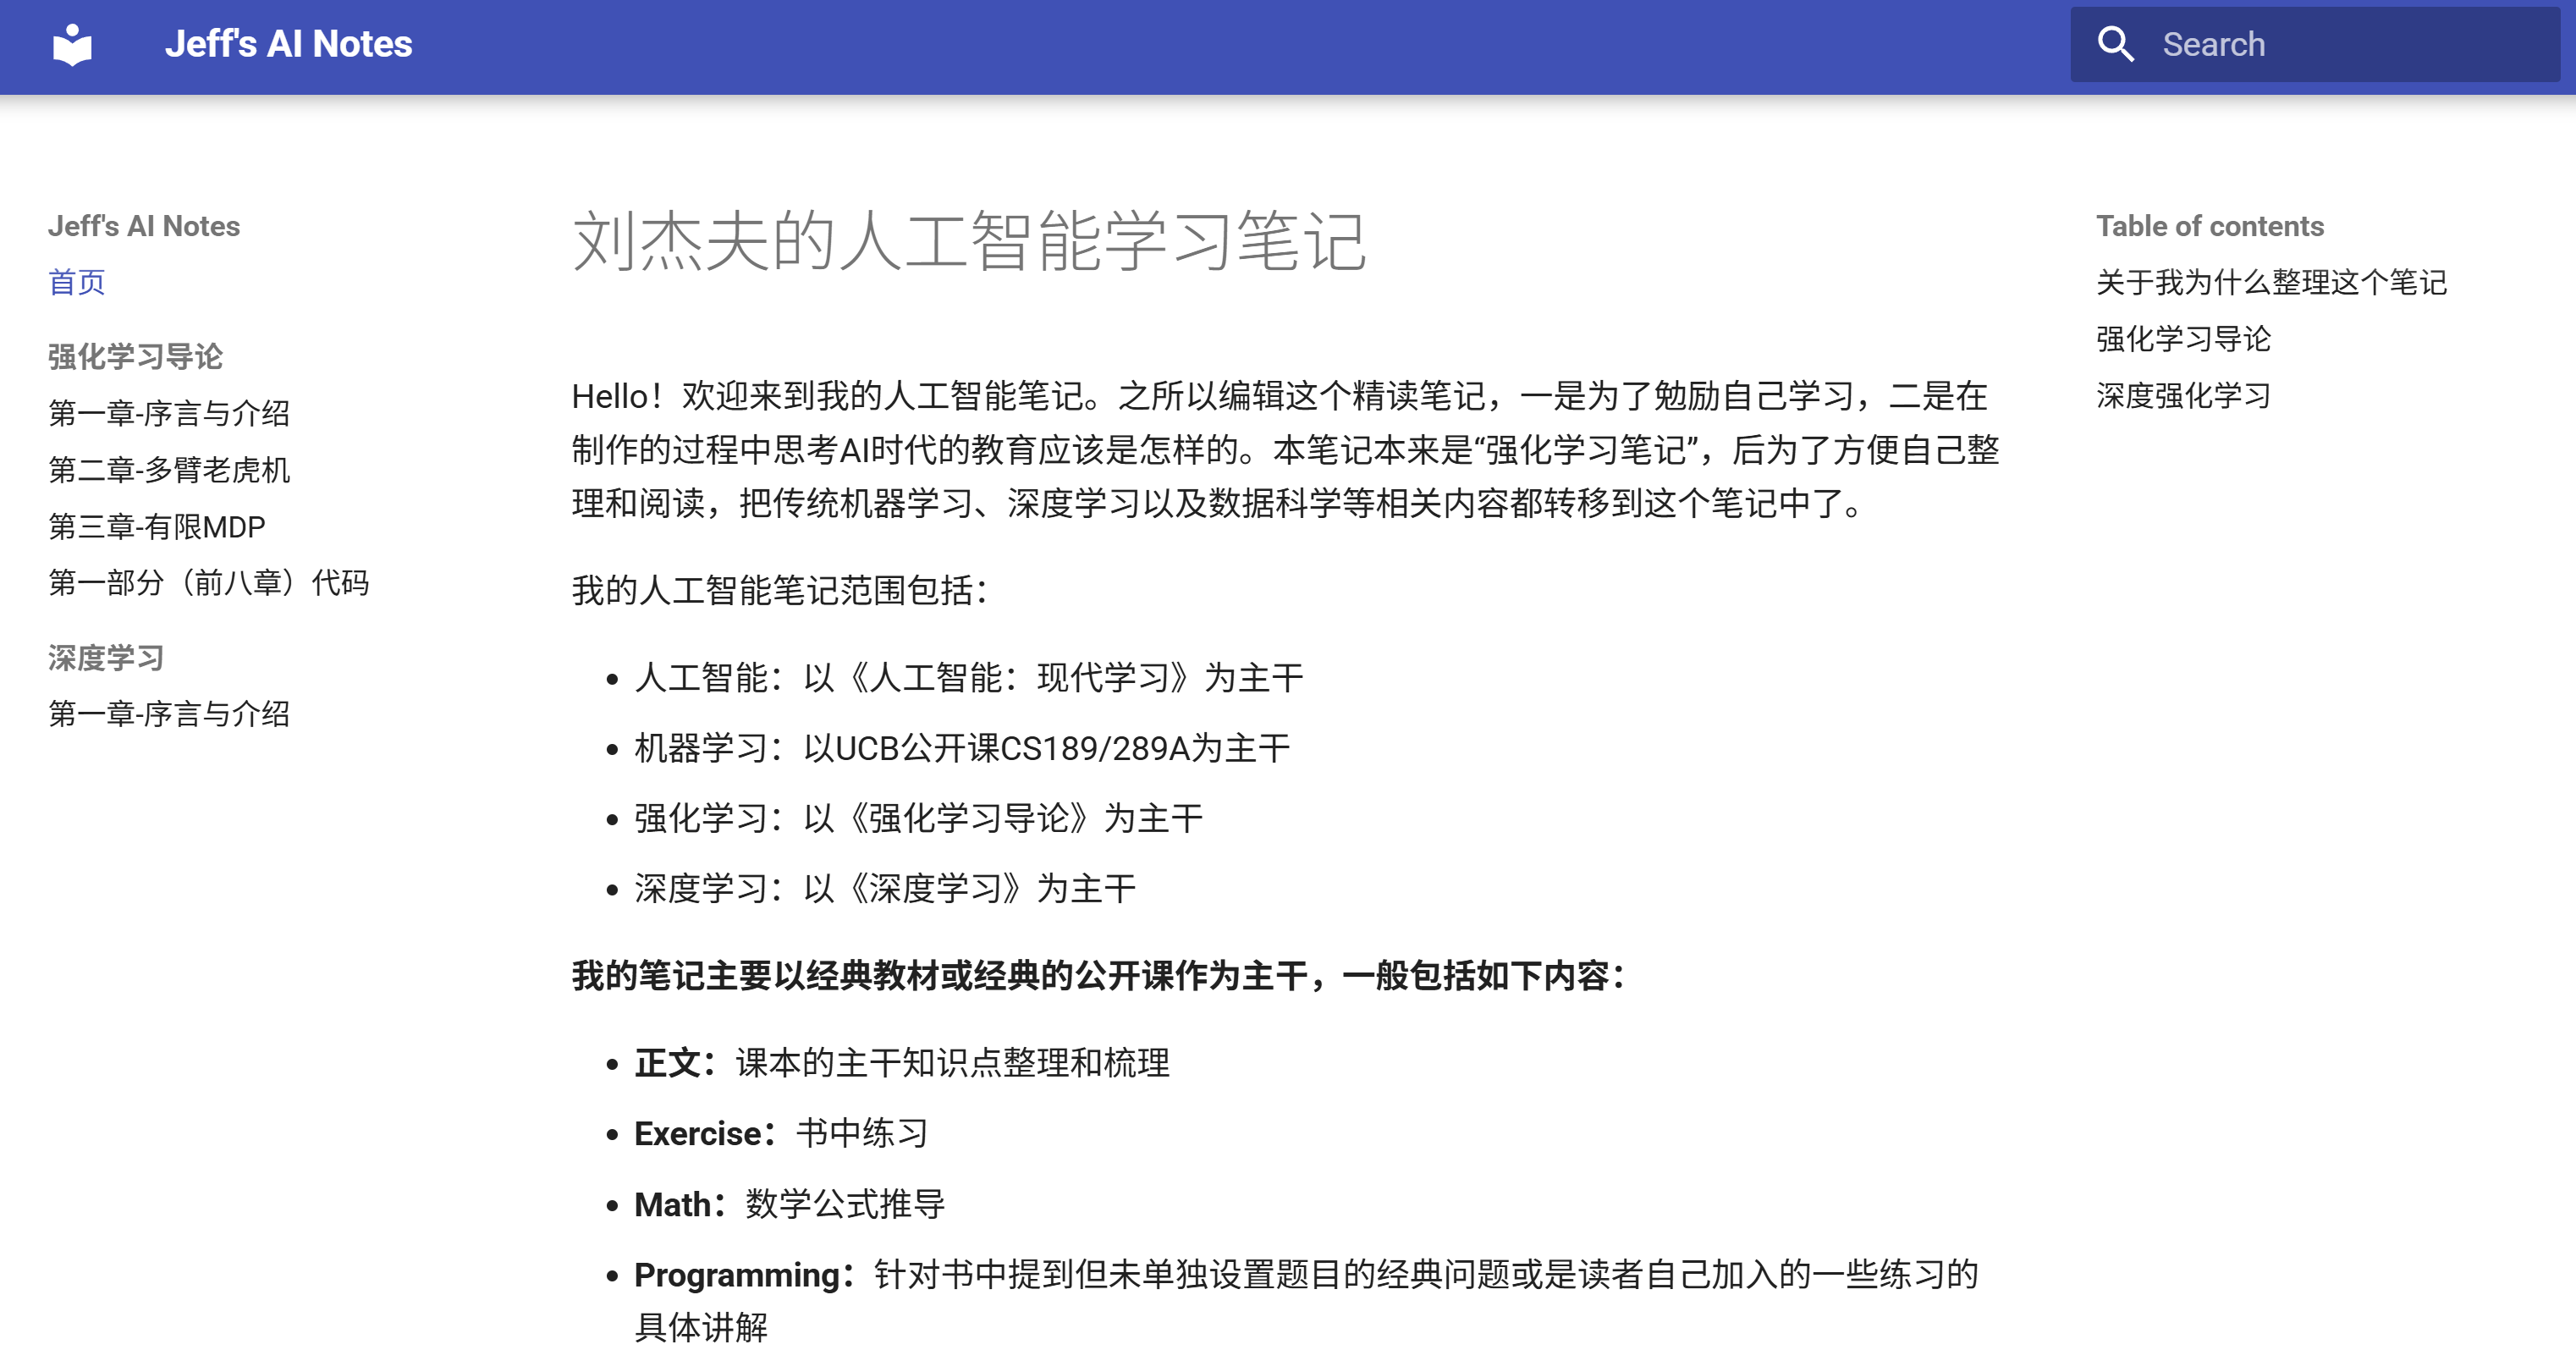 Jeff's AI Notes
Search
Jeff's AI Notes
首页
强化学习导论
第一章-序言与介绍
第二章-多臂老虎机
第三章-有限MDP
第一部分（前八章）代码
深度学习
第一章-序言与介绍
刘杰夫的人工智能学习笔记
Hello！欢迎来到我的人工智能笔记。之所以编辑这个精读笔记，一是为了勉励自己学习，二是在
制作的过程中思考AI时代的教育应该是怎样的。本笔记本来是“强化学习笔记”，后为了方便自己整
理和阅读，把传统机器学习、深度学习以及数据科学等相关内容都转移到这个笔记中了。
我的人工智能笔记范围包括：
• 人工智能：以《人工智能：现代学习》为主干
• 机器学习：以UCB公开课CS189/289A为主干
• 强化学习：以《强化学习导论》为主干
• 深度学习：以《深度学习》为主干
我的笔记主要以经典教材或经典的公开课作为主干，一般包括如下内容：
• 正文：课本的主干知识点整理和梳理
• Exercise：书中练习
• Math：数学公式推导
• Programming：针对书中提到但未单独设置题目的经典问题或是读者自己加入的一些练习的
具体讲解
Table of contents
关于我为什么整理这个笔记
强化学习导论
深度强化学习